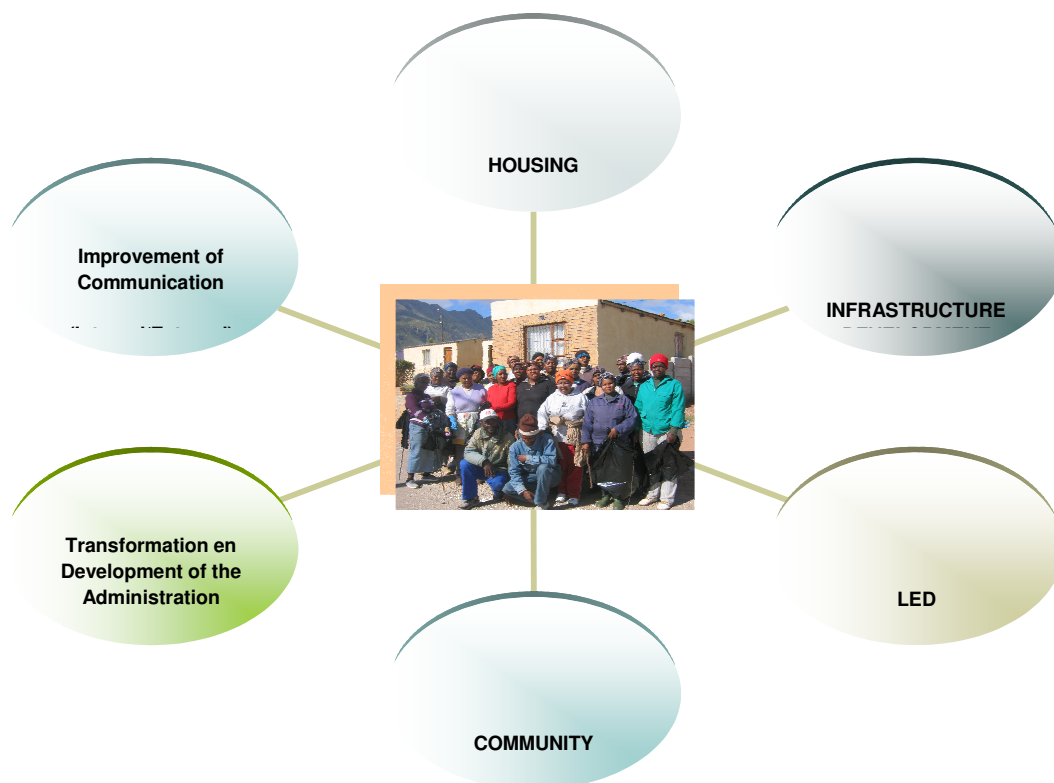 HOUSING
Improvement of
Communication
INFRASTRUCTURE
Transformation en
Development of the
Administration
LED
COMMUNITY